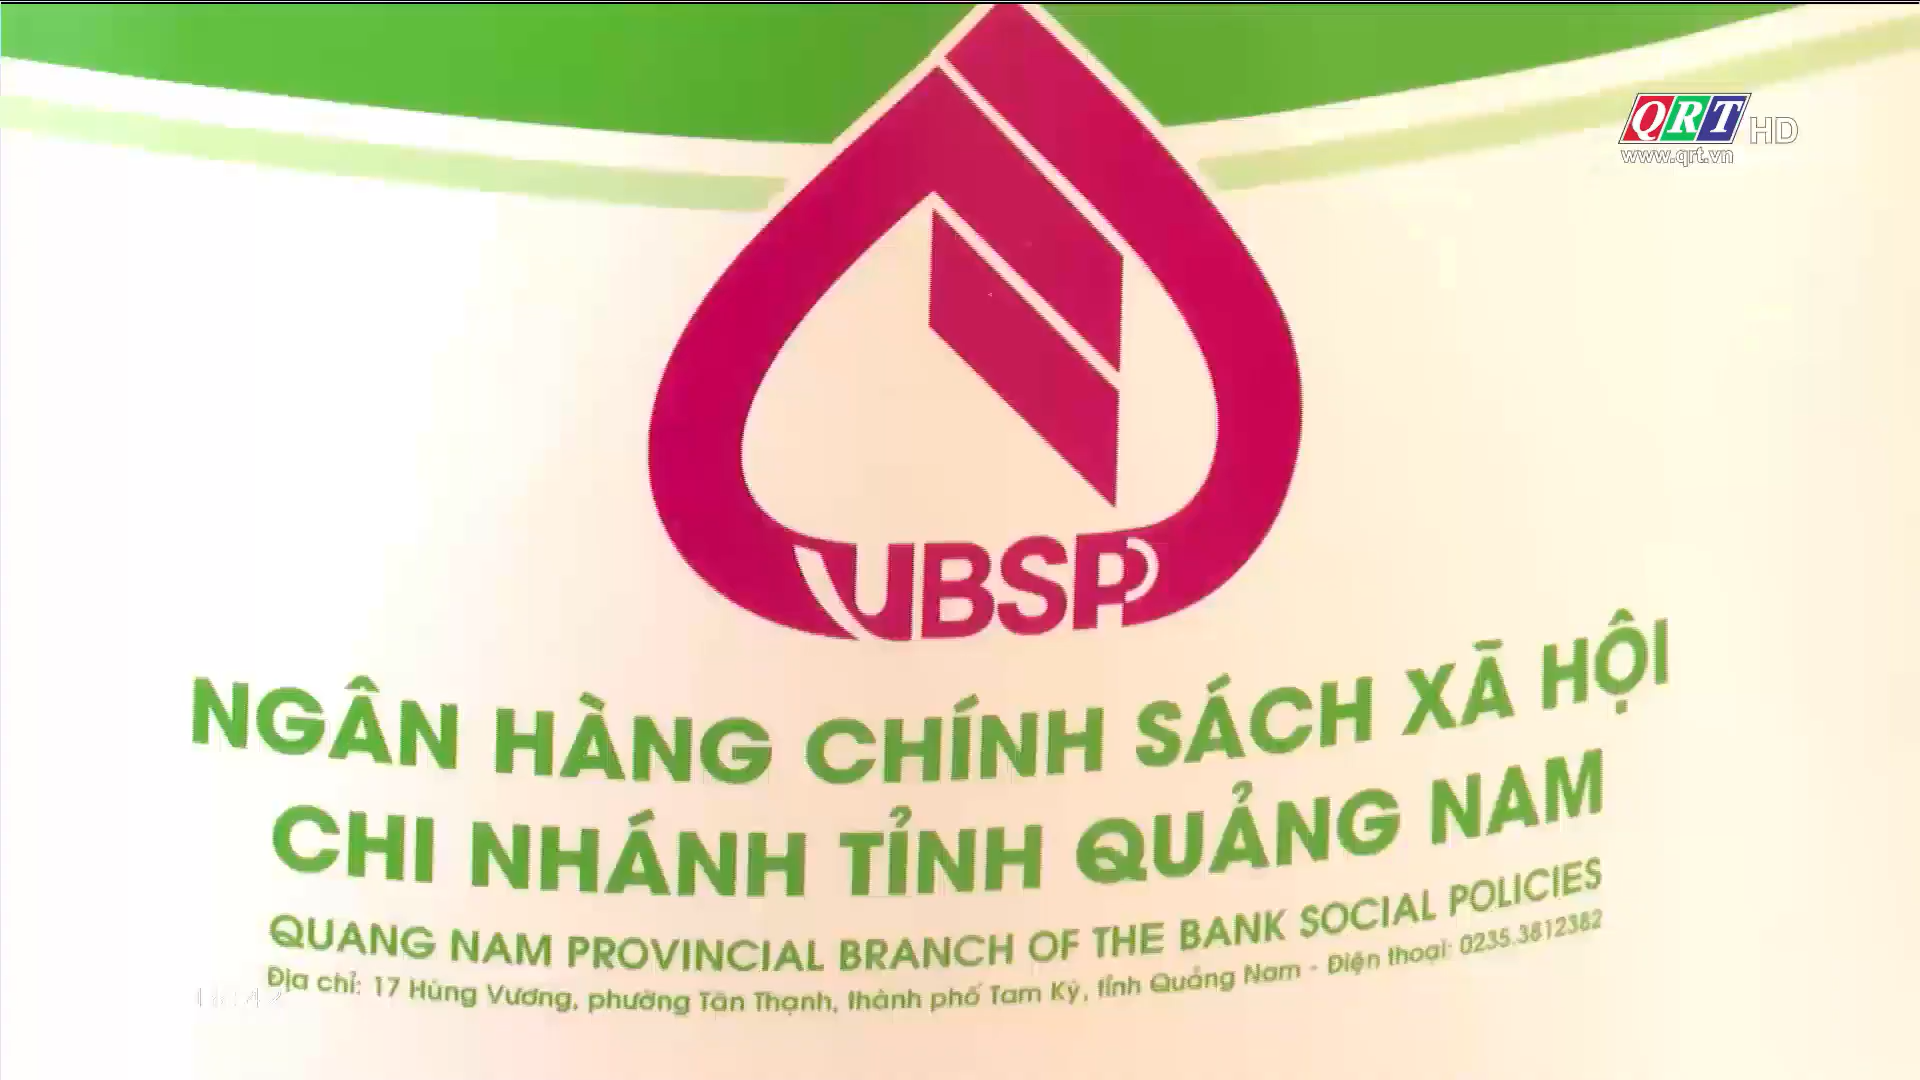 QRT HD
www.qrt.vn
VBSP
NGÂN HÀNG CHÍNH SÁCH XÃ HỘI
CHI NHÁNH TỈNH QUẢNG NAM
QUANG NAM PROVINCIAL BRANCH OF THE BANK SOCIAL POLICIES
Địa chỉ: 17 Hùng Vương, phường Tân Thạnh, thành phố Tam Kỳ, tỉnh Quảng Nam - Điện thoại: 0235.3812382